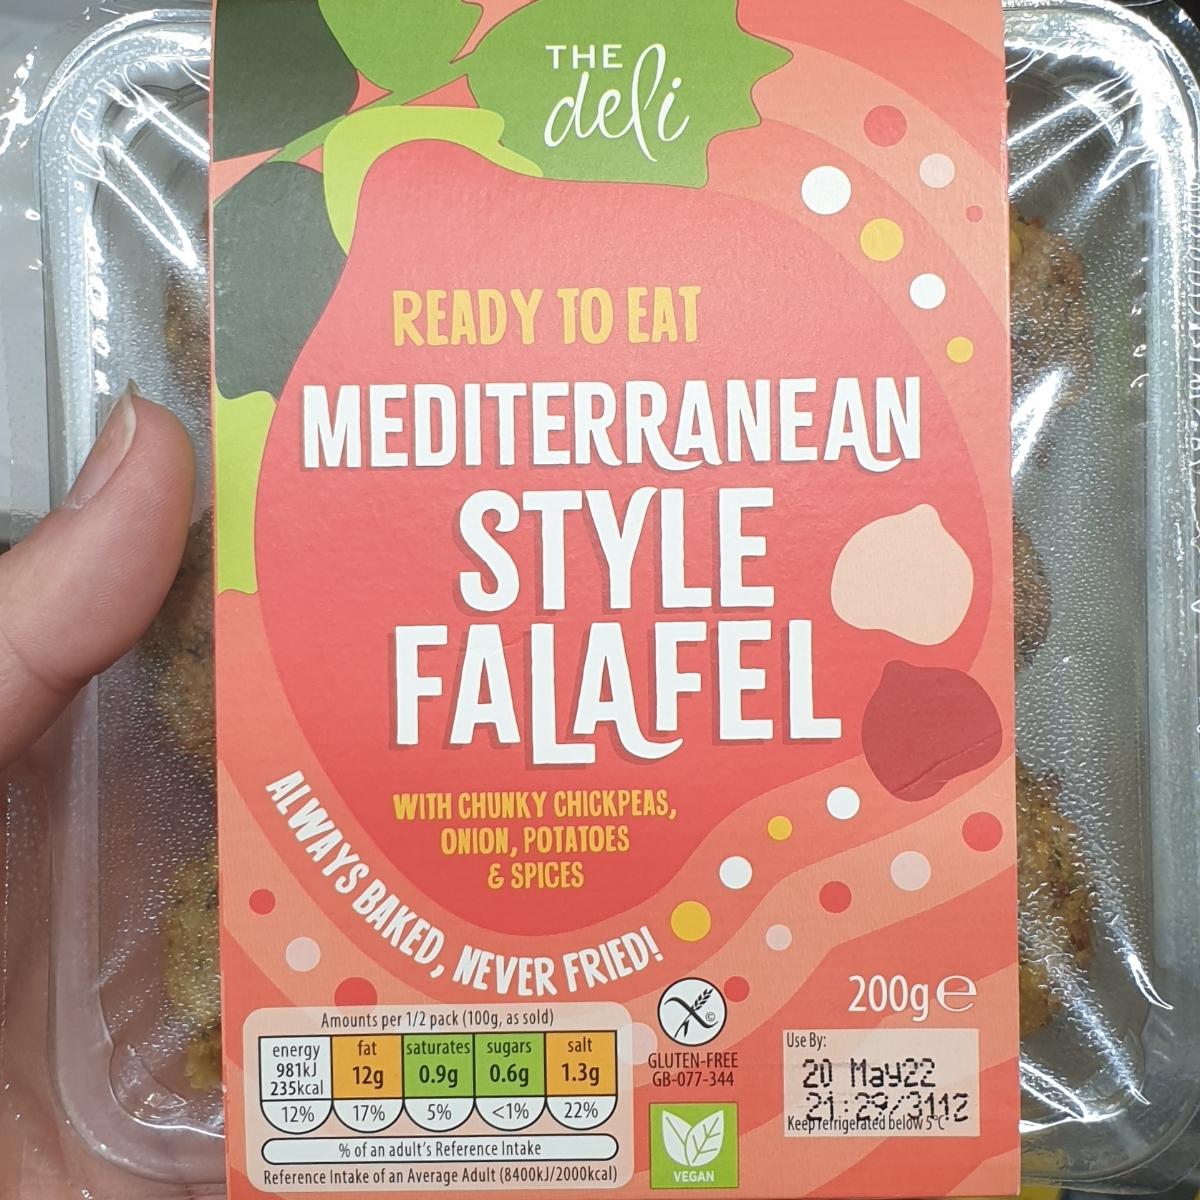 THE
deli
READY TO EAT
MEDITERRANEAN
STYLE
FALAFEL
WITH CHUNKY CHICKPEAS,
ONION, POTATOES
& SPICES
ALWAYS BAKED, NEVER FRIED!
200g e
Amounts per 1/2 pack (100g, as sold)
energy fat saturates sugars salt
981kJ 12g 0.9g 0.6g 1.3g
235kcal
12% 17% 5% <1% 22%
% of an adult's Reference Intake
Reference Intake of an Average Adult (8400kJ/2000kcal)
©
GLUTEN-FREE
GB-077-344
VEGAN
Use By:
20 May22
21:29/3112
Keep refrigerated below 5°C